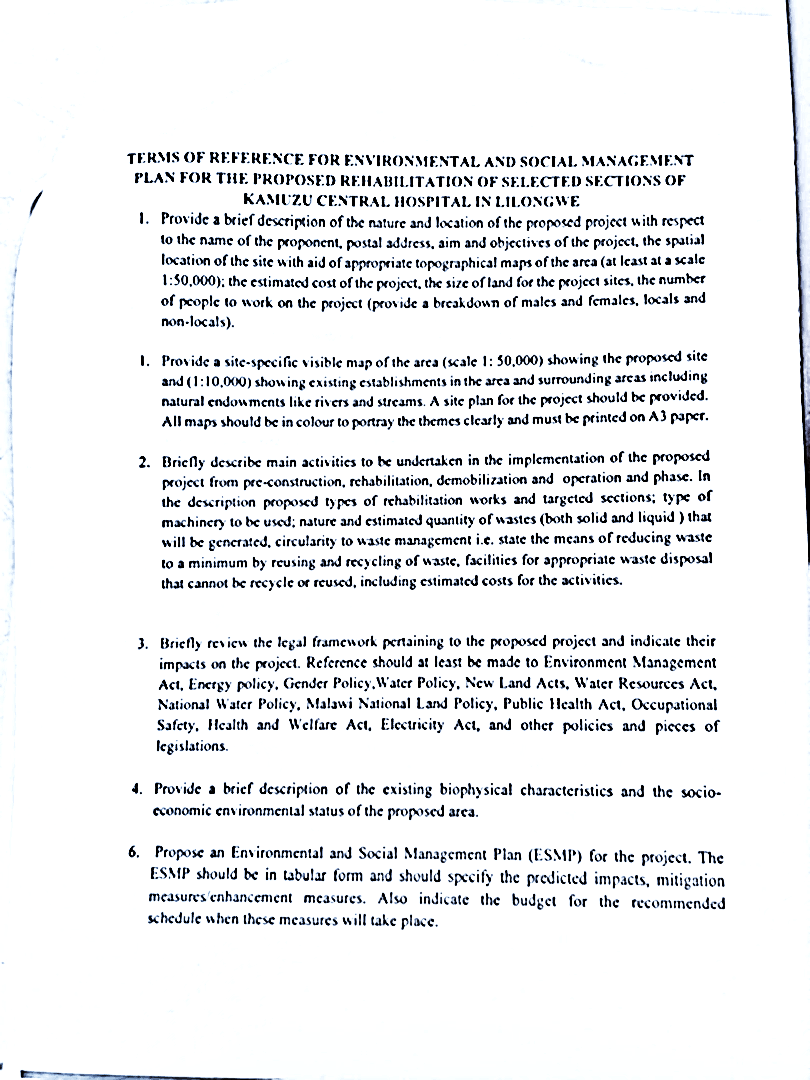 TERMS OF REFERENCE FOR ENVIRONMENTAL AND SOCIAL MANAGEMENT
PLAN FOR THE PROPOSED REHABILITATION OF SELECTED SECTIONS OF
KAMUZU CENTRAL HOSPITAL IN LILONGWE
1. Provide a brief description of the nature and location of the proposed project with respect
to the name of the proponent, postal address, aim and objectives of the project, the spatial
location of the site with aid of appropriate topographical maps of the area (at least at a scale
1:50,000); the estimated cost of the project, the size of land for the project sites, the number
of people to work on the project (provide a breakdown of males and females, locals and
non-locals).
1. Provide a site-specific visible map of the area (scale 1: 50,000) showing the proposed site
and (1:10,000) showing existing establishments in the area and surrounding areas including
natural endowments like rivers and streams. A site plan for the project should be provided.
All maps should be in colour to portray the themes clearly and must be printed on A3 paper.
2. Briefly describe main activities to be undertaken in the implementation of the proposed
project from pre-construction, rehabilitation, demobilization and operation and phase. In
the description proposed types of rehabilitation works and targeted sections; type of
machinery to be used; nature and estimated quantity of wastes (both solid and liquid ) that
will be generated, circularity to waste management i.e. state the means of reducing waste
to a minimum by reusing and recycling of waste, facilities for appropriate waste disposal
that cannot be recycle or reused, including estimated costs for the activities.
3. Briefly review the legal framework pertaining to the proposed project and indicate their
impacts on the project. Reference should at least be made to Environment Management
Act, Energy policy, Gender Policy,Water Policy, New Land Acts, Water Resources Act,
National Water Policy, Malawi National Land Policy, Public Health Act, Occupational
Safety, Health and Welfare Act, Electricity Act, and other policies and pieces of
legislations.
4. Provide a brief description of the existing biophysical characteristics and the socio-
economic environmental status of the proposed area.
6. Propose an Environmental and Social Management Plan (ESMP) for the project. The
ESMP should be in tabular form and should specify the predicted impacts, mitigation
measures/enhancement measures. Also indicate the budget for the recommended
schedule when these measures will take place.